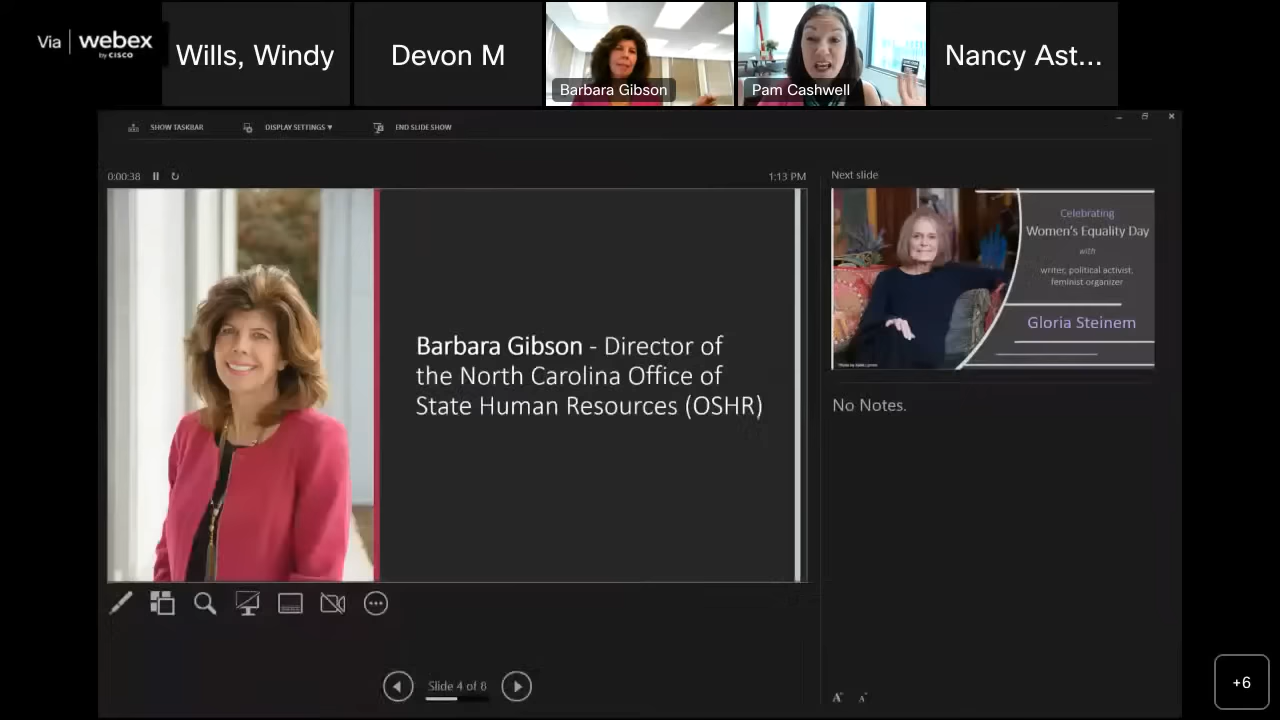 Via webex
by CISCO
Wills, Windy
Devon M
Barbara Gibson
Pam Cashwell
Nancy Ast...
SHOW TASKBAR
DISPLAY SETTINGS ▼
END SLIDE SHOW
0:00:38
1:13 PM
Next slide
Barbara Gibson - Director of
the North Carolina Office of
State Human Resources (OSHR)
Celebrating
Women's Equality Day
with
writer, political activist,
feminist organizer
Gloria Steinem
No Notes.
Slide 4 of 8
A A
+6